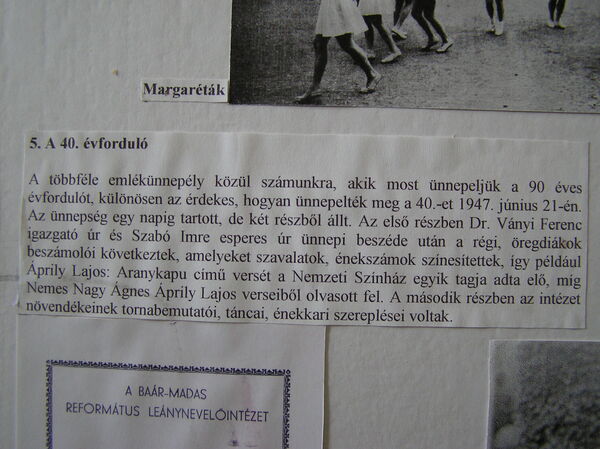 Margaréták
5. A 40. évforduló
A többféle emlékünnepély közül számunkra, akik most ünnepeljük a 90 éves
évfordulót, különösen az érdekes, hogyan ünnepelték meg a 40.-et 1947. június 21-én.
Az ünnepség egy napig tartott, de két részből állt. Az első részben Dr. Ványi Ferenc
igazgató úr és Szabó Imre esperes úr ünnepi beszéde után a régi, öregdiákok
beszámolói következtek, amelyeket szavalatok, énekszámok színesítettek, így például
Áprily Lajos: Aranykapu című versét a Nemzeti Színház egyik tagja adta elő, míg
Nemes Nagy Ágnes Áprily Lajos verseiből olvasott fel. A második részben az intézet
növendékeinek tornabemutatói, táncai, énekkari szereplései voltak.
A BAÁR-MADAS
REFORMÁTUS LEÁNYNEVELŐINTÉZET